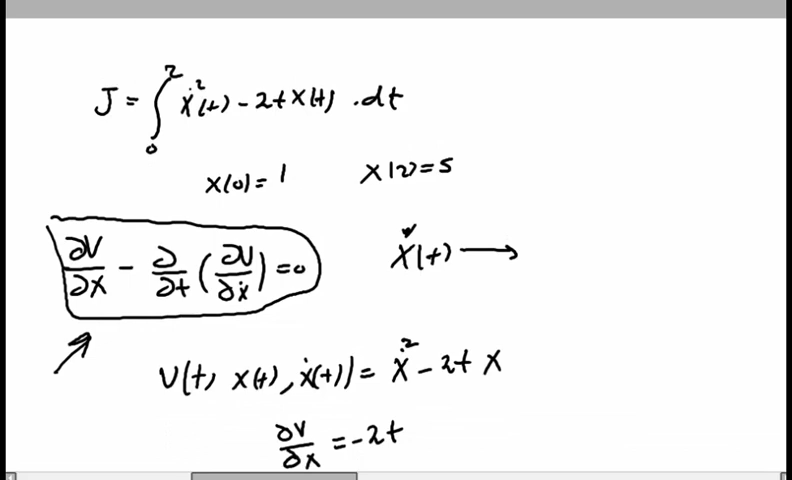 J = ∫₀² ẋ²(t) - 2t x(t) . dt
x(0) = 1 x(2) = 5
∂V/∂x - ∂/∂t (∂V/∂ẋ) = 0 x*(t) →
V(t, x(t), ẋ(t)) = ẋ² - 2t x
∂V/∂x = -2t